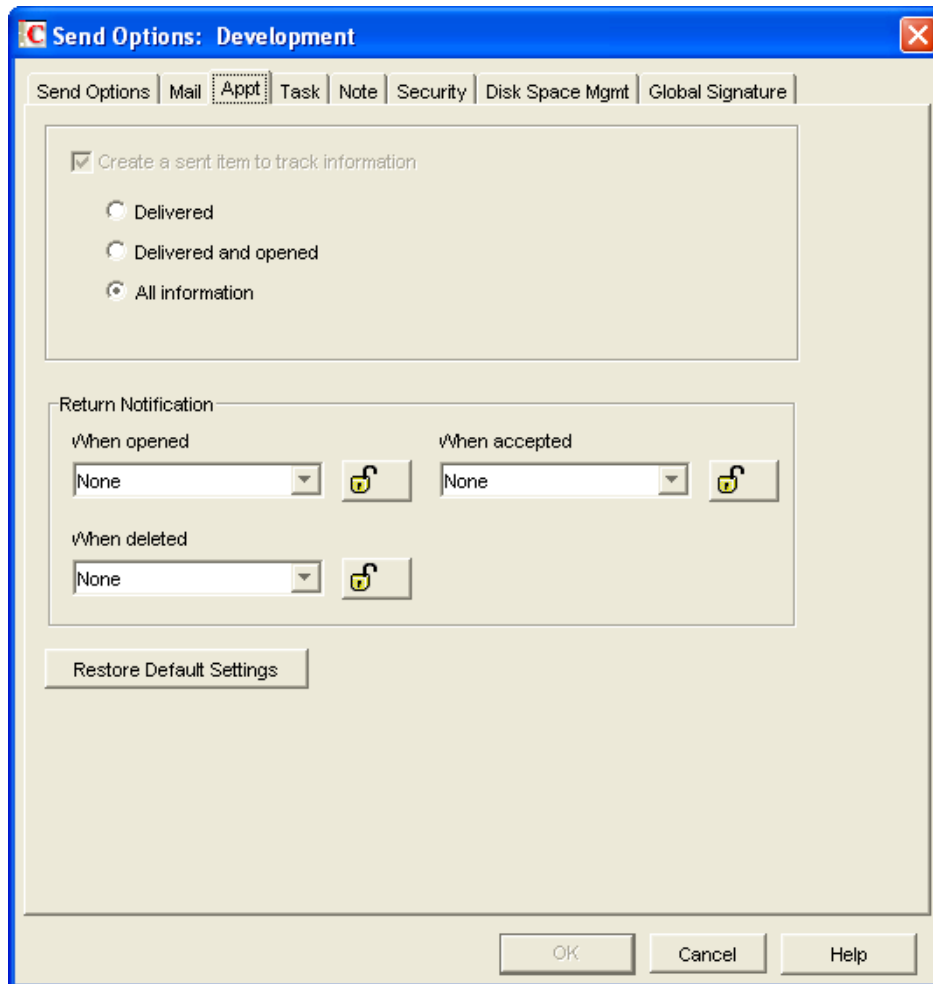 C Send Options: Development
Send Options Mail Appt Task Note Security Disk Space Mgmt Global Signature
Create a sent item to track information
Delivered
Delivered and opened
All information
Return Notification
When opened When accepted
None None
When deleted
None
Restore Default Settings
OK Cancel Help